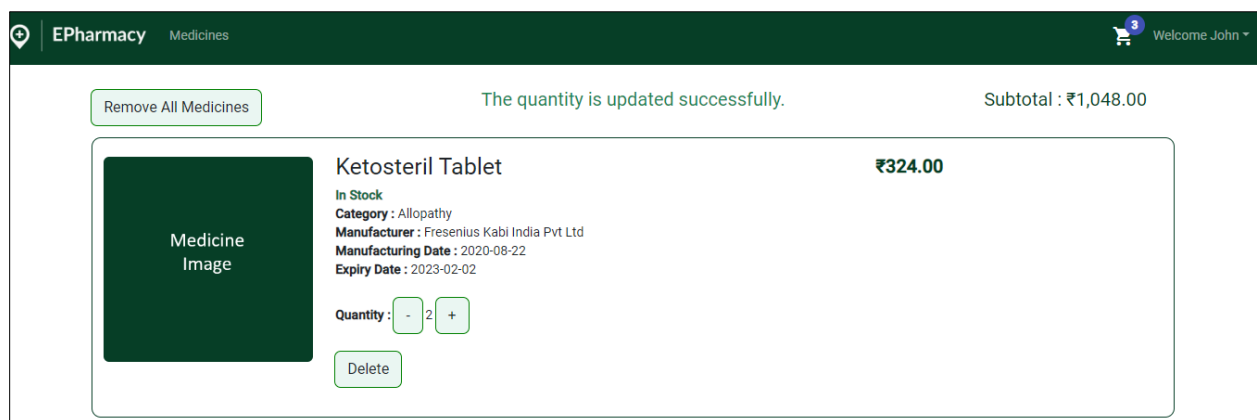 EPharmacy Medicines 3 Welcome John
Remove All Medicines The quantity is updated successfully. Subtotal : ₹1,048.00
Ketosteril Tablet ₹324.00
In Stock
Category : Allopathy
Manufacturer : Fresenius Kabi India Pvt Ltd
Manufacturing Date : 2020-08-22
Expiry Date : 2023-02-02
Medicine
Image
Quantity : - 2 +
Delete